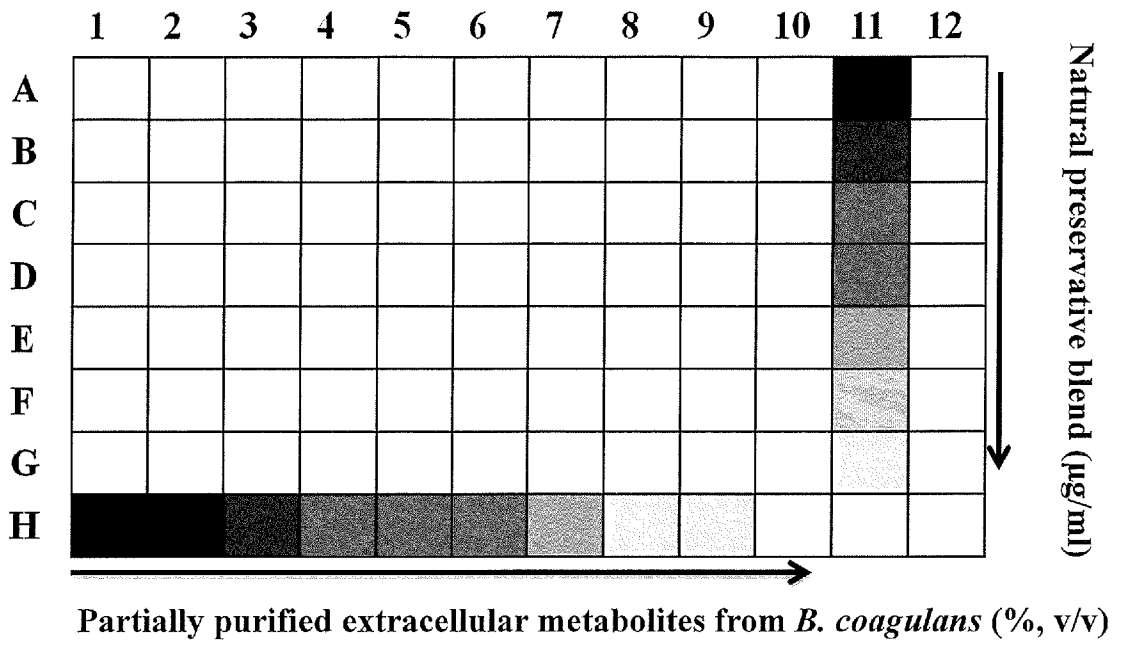 1 2 3 4 5 6 7 8 9 10 11 12
A
B
C
D
E
F
G
H
Natural preservative blend (µg/ml)
Partially purified extracellular metabolites from B. coagulans (%, v/v)